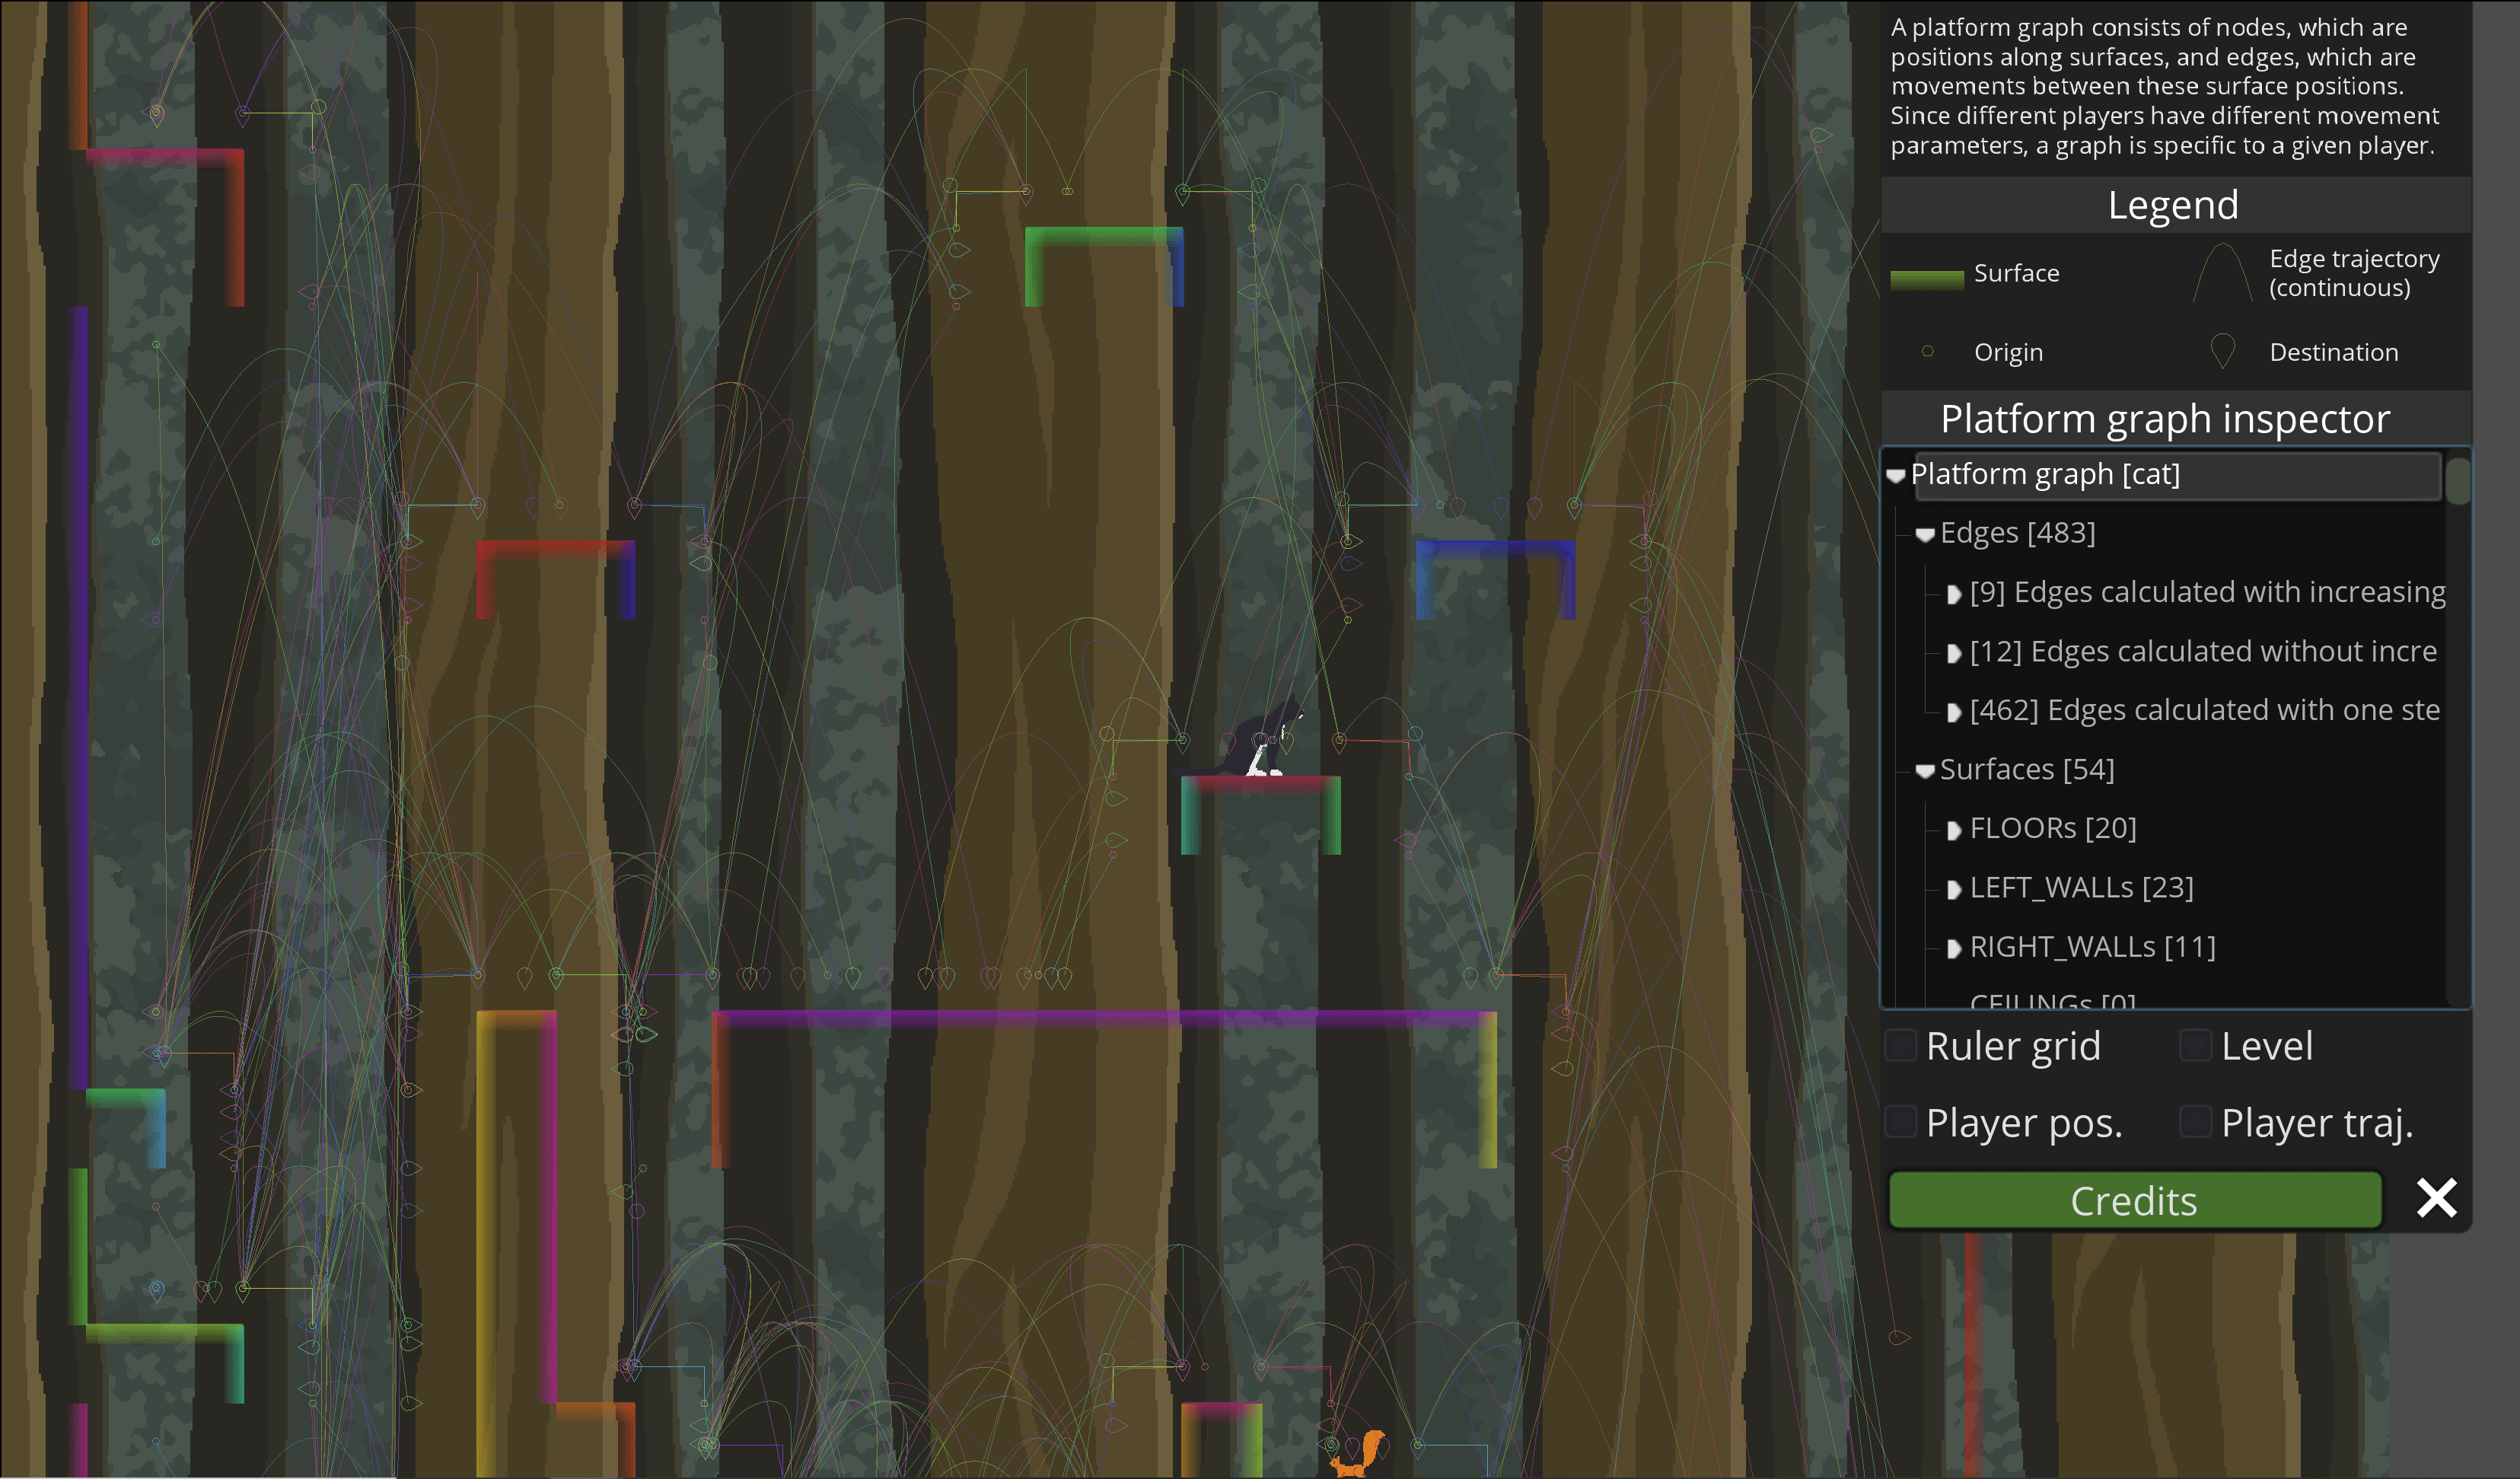 A platform graph consists of nodes, which are
positions along surfaces, and edges, which are
movements between these surface positions.
Since different players have different movement
parameters, a graph is specific to a given player.
Legend
Surface
Edge trajectory
(continuous)
Origin
Destination
Platform graph inspector
Platform graph [cat]
Edges [483]
[9] Edges calculated with increasing
[12] Edges calculated without incre
[462] Edges calculated with one ste
Surfaces [54]
FLOORs [20]
LEFT_WALLs [23]
RIGHT_WALLs [11]
CEILINGs [0]
Ruler grid
Level
Player pos.
Player traj.
Credits